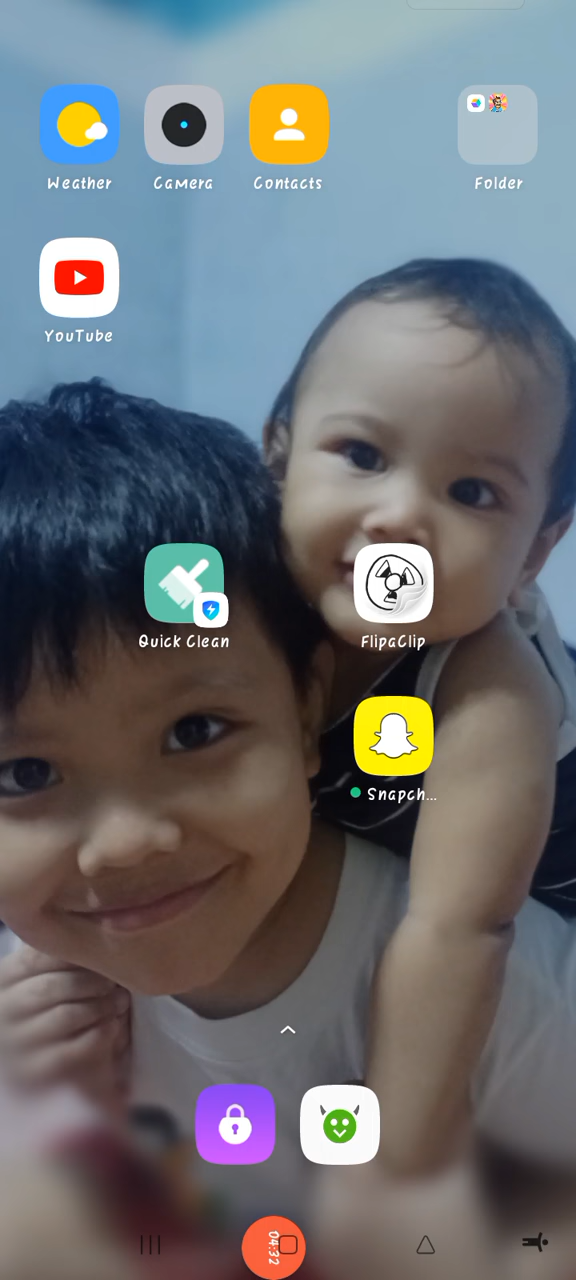 Weather
Camera
Contacts
Folder
YouTube
Quick Clean
FlipaClip
Snapch...
04:32